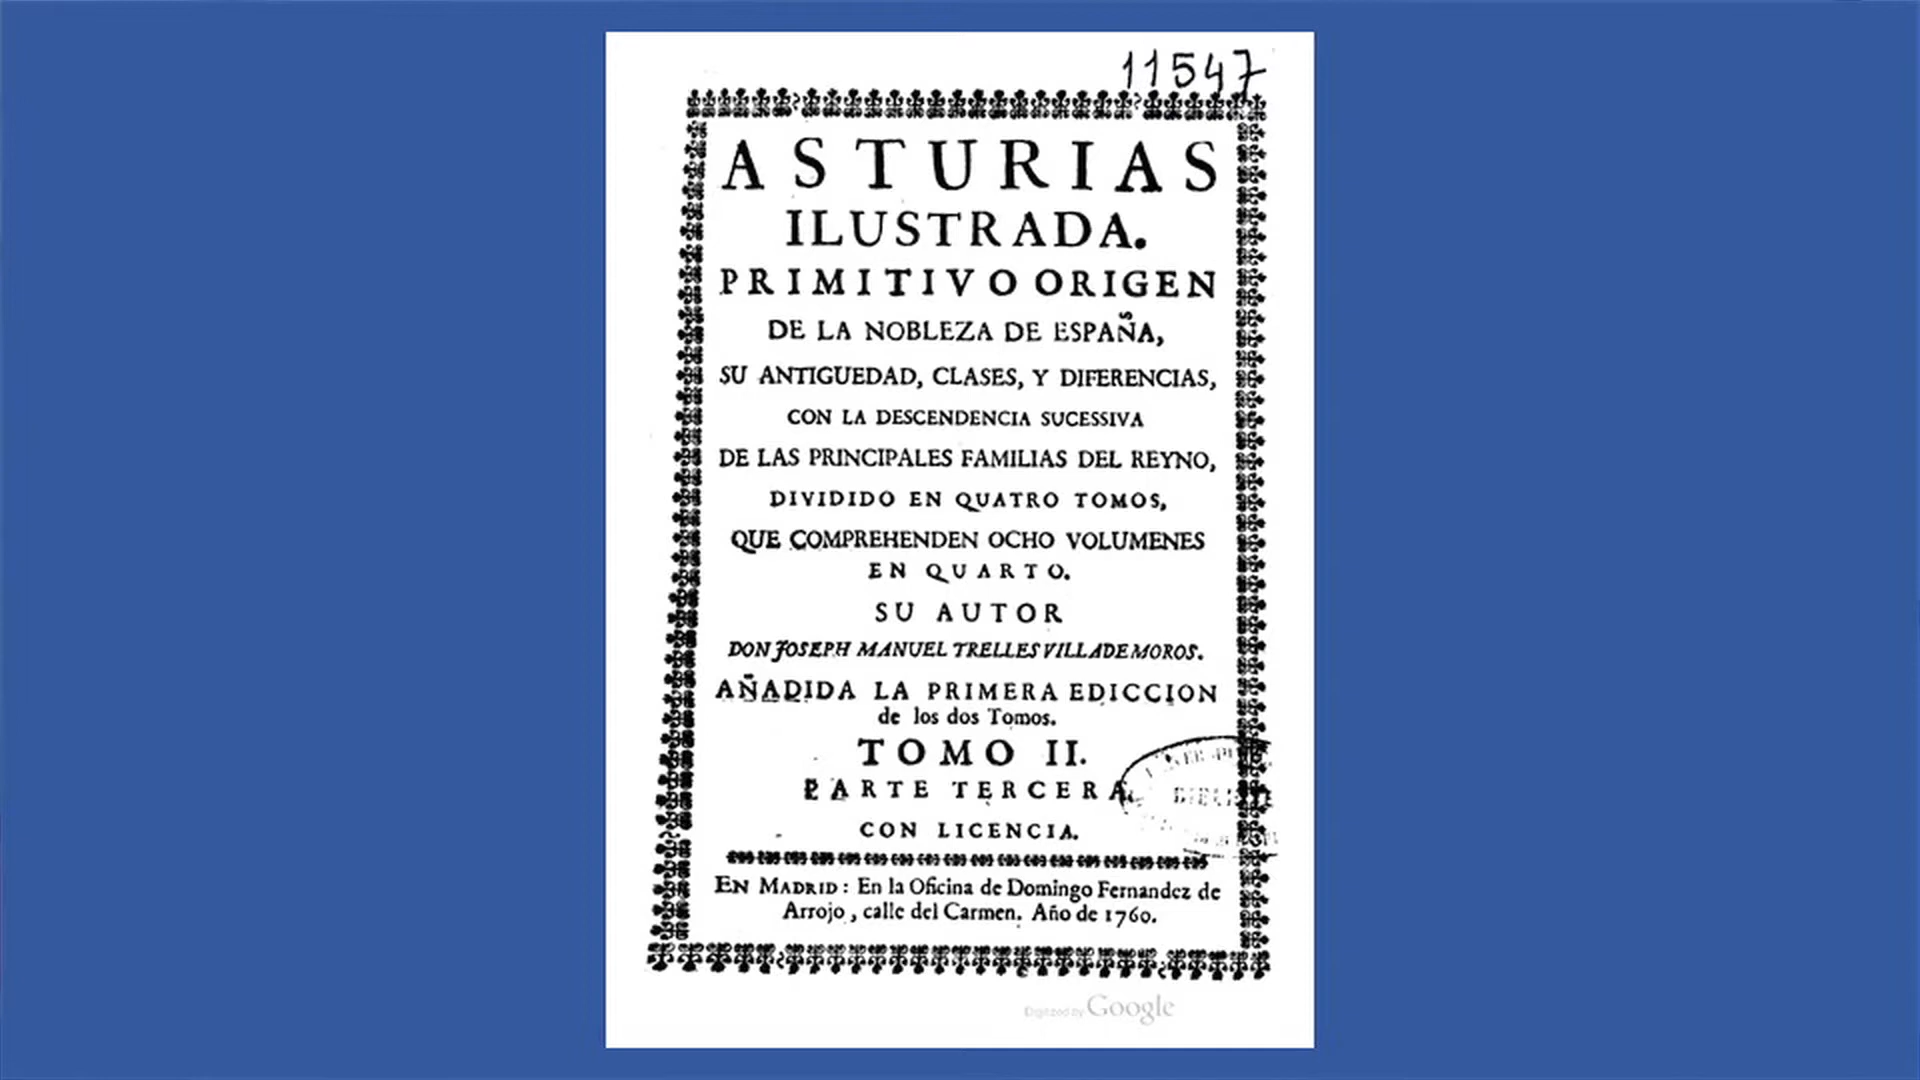 11547
ASTURIAS
ILUSTRADA.
PRIMITIVO ORIGEN
DE LA NOBLEZA DE ESPAÑA,
SU ANTIGUEDAD, CLASES, Y DIFERENCIAS,
CON LA DESCENDENCIA SUCESSIVA
DE LAS PRINCIPALES FAMILIAS DEL REYNO,
DIVIDIDO EN QUATRO TOMOS,
QUE COMPREHENDEN OCHO VOLUMENES
EN QUARTO.
SU AUTOR
DON JOSEPH MANUEL TRELLES VILLADEMOROS.
AÑADIDA LA PRIMERA EDICCION
de los dos Tomos.
TOMO II.
PARTE TERCERA.
CON LICENCIA.
EN MADRID: En la Oficina de Domingo Fernandez de
Arrojo, calle del Carmen. Año de 1760.
Digitized by Google